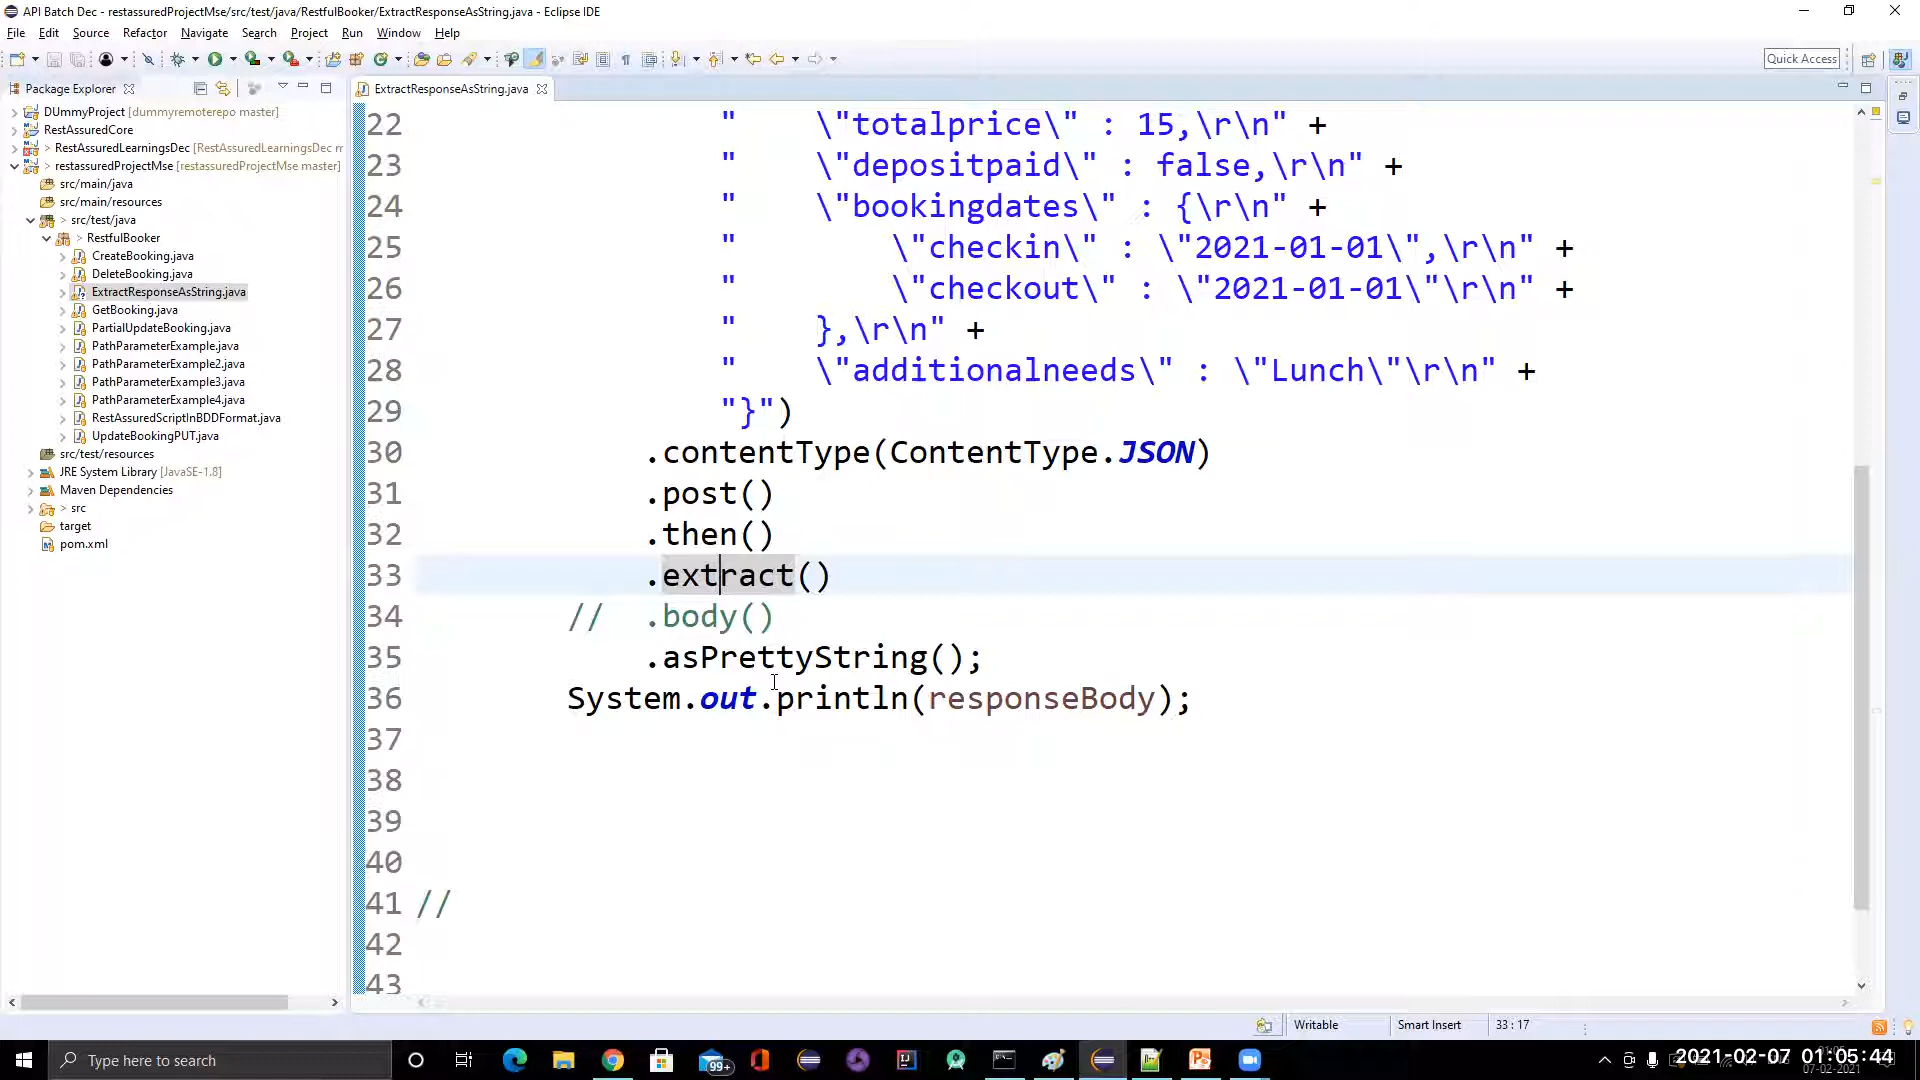 API Batch Dec - restassuredProjectMse/src/test/java/RestfulBooker/ExtractResponseAsString.java - Eclipse IDE
File Edit Source Refactor Navigate Search Project Run Window Help
Quick Access
Package Explorer
ExtractResponseAsString.java
DUmmyProject [dummyremoterepo master]
RestAssuredCore
> RestAssuredLearningsDec [RestAssuredLearningsDec m
> restassuredProjectMse [restassuredProjectMse master]
src/main/java
src/main/resources
> src/test/java
> RestfulBooker
CreateBooking.java
DeleteBooking.java
ExtractResponseAsString.java
GetBooking.java
PartialUpdateBooking.java
PathParameterExample.java
PathParameterExample2.java
PathParameterExample3.java
PathParameterExample4.java
RestAssuredScriptInBDDFormat.java
UpdateBookingPUT.java
src/test/resources
JRE System Library [JavaSE-1.8]
Maven Dependencies
> src
target
pom.xml
22 "    \"totalprice\" : 15,\r\n" +
23 "    \"depositpaid\" : false,\r\n" +
24 "    \"bookingdates\" : {\r\n" +
25 "        \"checkin\" : \"2021-01-01\",\r\n" +
26 "        \"checkout\" : \"2021-01-01\"\r\n" +
27 "    },\r\n" +
28 "    \"additionalneeds\" : \"Lunch\"\r\n" +
29 "}")
30 .contentType(ContentType.JSON)
31 .post()
32 .then()
33 .extract()
34 //  .body()
35 .asPrettyString();
36 System.out.println(responseBody);
37
38
39
40
41 //
42
43
Writable Smart Insert 33 : 17
Type here to search
99+
2021-02-07 01:05:44
07-02-2021